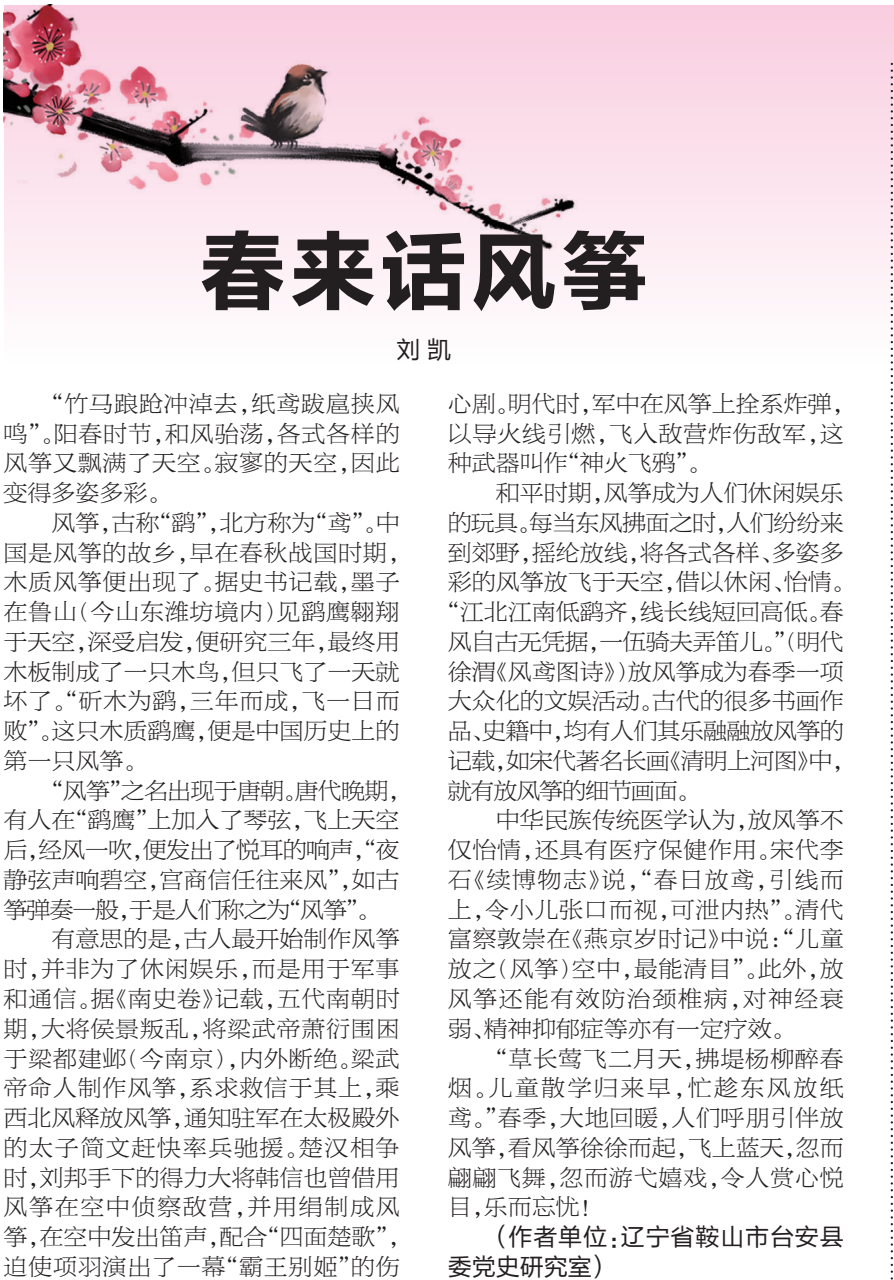 春来话风筝
刘凯
“竹马踉跄冲淖去，纸鸢跋扈挟风
鸣”。阳春时节，和风骀荡，各式各样的
风筝又飘满了天空。寂寥的天空，因此
变得多姿多彩。
风筝，古称“鹞”，北方称为“鸢”。中
国是风筝的故乡，早在春秋战国时期，
木质风筝便出现了。据史书记载，墨子
在鲁山（今山东潍坊境内）见鹞鹰翱翔
于天空，深受启发，便研究三年，最终用
木板制成了一只木鸟，但只飞了一天就
坏了。“斫木为鹞，三年而成，飞一日而
败”。这只木质鹞鹰，便是中国历史上的
第一只风筝。
“风筝”之名出现于唐朝。唐代晚期，
有人在“鹞鹰”上加入了琴弦，飞上天空
后，经风一吹，便发出了悦耳的响声，“夜
静弦声响碧空，宫商信任往来风”，如古
筝弹奏一般，于是人们称之为“风筝”。
有意思的是，古人最开始制作风筝
时，并非为了休闲娱乐，而是用于军事
和通信。据《南史卷》记载，五代南朝时
期，大将侯景叛乱，将梁武帝萧衍围困
于梁都建邺（今南京），内外断绝。梁武
帝命人制作风筝，系求救信于其上，乘
西北风释放风筝，通知驻军在太极殿外
的太子简文赶快率兵驰援。楚汉相争
时，刘邦手下的得力大将韩信也曾借用
风筝在空中侦察敌营，并用绢制成风
筝，在空中发出笛声，配合“四面楚歌”，
迫使项羽演出了一幕“霸王别姬”的伤
心剧。明代时，军中在风筝上拴系炸弹，
以导火线引燃，飞入敌营炸伤敌军，这
种武器叫作“神火飞鸦”。
和平时期，风筝成为人们休闲娱乐
的玩具。每当东风拂面之时，人们纷纷来
到郊野，摇纶放线，将各式各样、多姿多
彩的风筝放飞于天空，借以休闲、怡情。
“江北江南低鹞齐，线长线短回高低。春
风自古无凭据，一伍骑夫弄笛儿。”（明代
徐渭《风鸢图诗》）放风筝成为春季一项
大众化的文娱活动。古代的很多书画作
品、史籍中，均有人们其乐融融放风筝的
记载，如宋代著名长画《清明上河图》中，
就有放风筝的细节画面。
中华民族传统医学认为，放风筝不
仅怡情，还具有医疗保健作用。宋代李
石《续博物志》说，“春日放鸢，引线而
上，令小儿张口而视，可泄内热”。清代
富察敦崇在《燕京岁时记》中说：“儿童
放之（风筝）空中，最能清目”。此外，放
风筝还能有效防治颈椎病，对神经衰
弱、精神抑郁症等亦有一定疗效。
“草长莺飞二月天，拂堤杨柳醉春
烟。儿童散学归来早，忙趁东风放纸
鸢。”春季，大地回暖，人们呼朋引伴放
风筝，看风筝徐徐而起，飞上蓝天，忽而
翩翩飞舞，忽而游弋嬉戏，令人赏心悦
目，乐而忘忧！
（作者单位：辽宁省鞍山市台安县
委党史研究室）